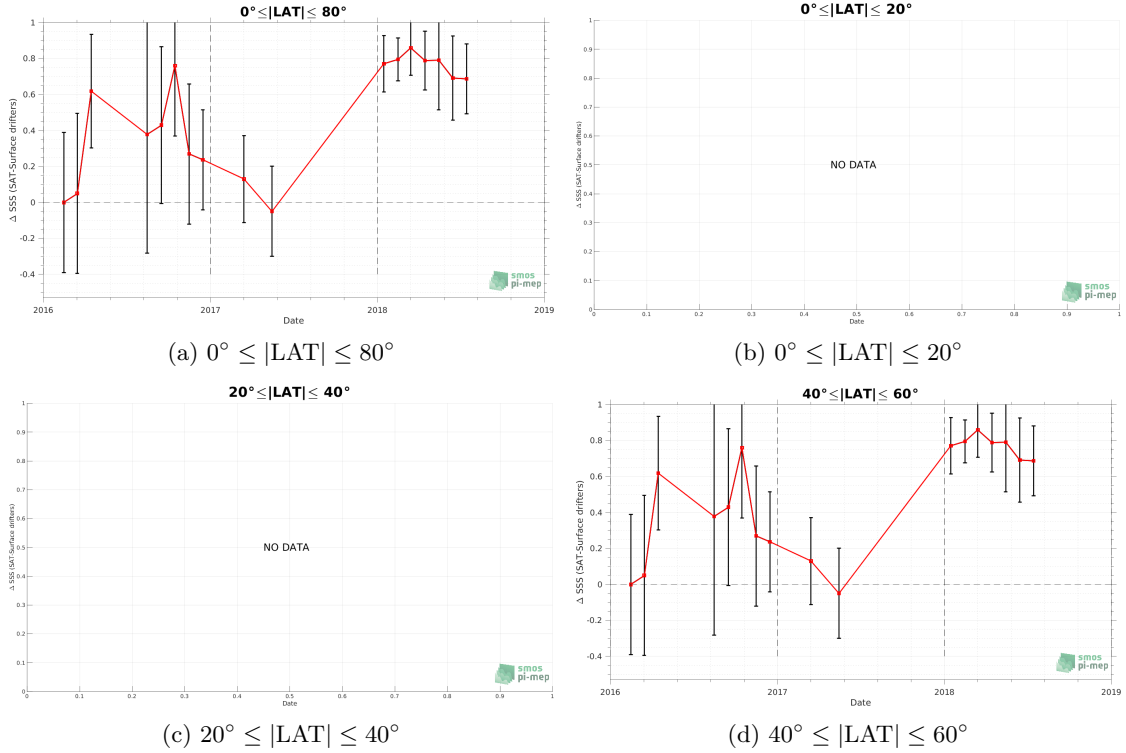 0°≤|LAT|≤ 80°
1
0.8
0.6
0.4
0.2
0
-0.2
-0.4
Δ SSS (SAT-Surface drifters)
2016
2017
2018
2019
Date
smos
pi-mep
(a) 0° ≤ |LAT| ≤ 80°
0°≤|LAT|≤ 20°
1
0.9
0.8
0.7
0.6
0.5
0.4
0.3
0.2
0.1
0
Δ SSS (SAT-Surface drifters)
NO DATA
0 0.1 0.2 0.3 0.4 0.5 0.6 0.7 0.8 0.9 1
Date
smos
pi-mep
(b) 0° ≤ |LAT| ≤ 20°
20°≤|LAT|≤ 40°
1
0.9
0.8
0.7
0.6
0.5
0.4
0.3
0.2
0.1
0
Δ SSS (SAT-Surface drifters)
NO DATA
0 0.1 0.2 0.3 0.4 0.5 0.6 0.7 0.8 0.9 1
Date
smos
pi-mep
(c) 20° ≤ |LAT| ≤ 40°
40°≤|LAT|≤ 60°
1
0.8
0.6
0.4
0.2
0
-0.2
-0.4
Δ SSS (SAT-Surface drifters)
2016
2017
2018
2019
Date
smos
pi-mep
(d) 40° ≤ |LAT| ≤ 60°